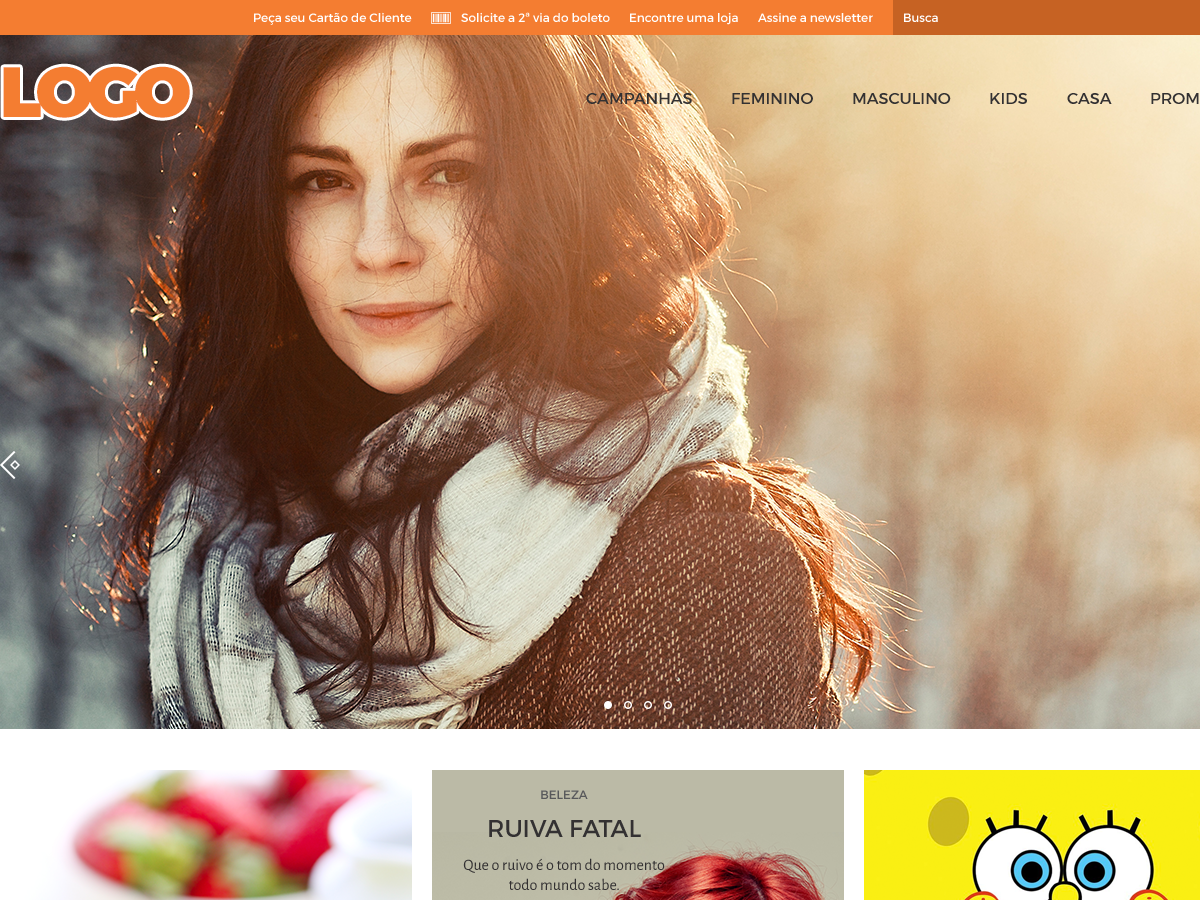 Peça seu Cartão de Cliente
Solicite a 2ª via do boleto
Encontre uma loja
Assine a newsletter
Busca
LOGO
CAMPANHAS
FEMININO
MASCULINO
KIDS
CASA
PROM
BELEZA
RUIVA FATAL
Que o ruivo é o tom do momento
todo mundo sabe.